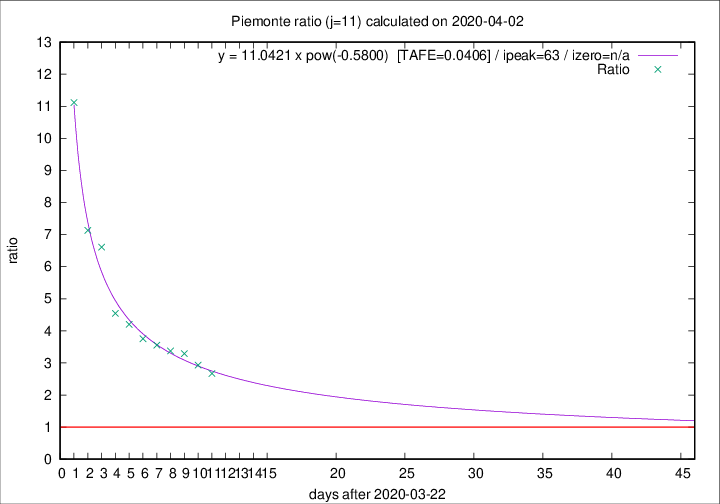 Piemonte ratio (j=11) calculated on 2020-04-02
y = 11.0421 x pow(-0.5800)  [TAFE=0.0406] / ipeak=63 / izero=n/a
Ratio
13
12
11
10
9
8
7
6
5
4
3
2
1
0
ratio
0 1 2 3 4 5 6 7 8 9 10 11 12 13 14 15 20 25 30 35 40 45
days after 2020-03-22